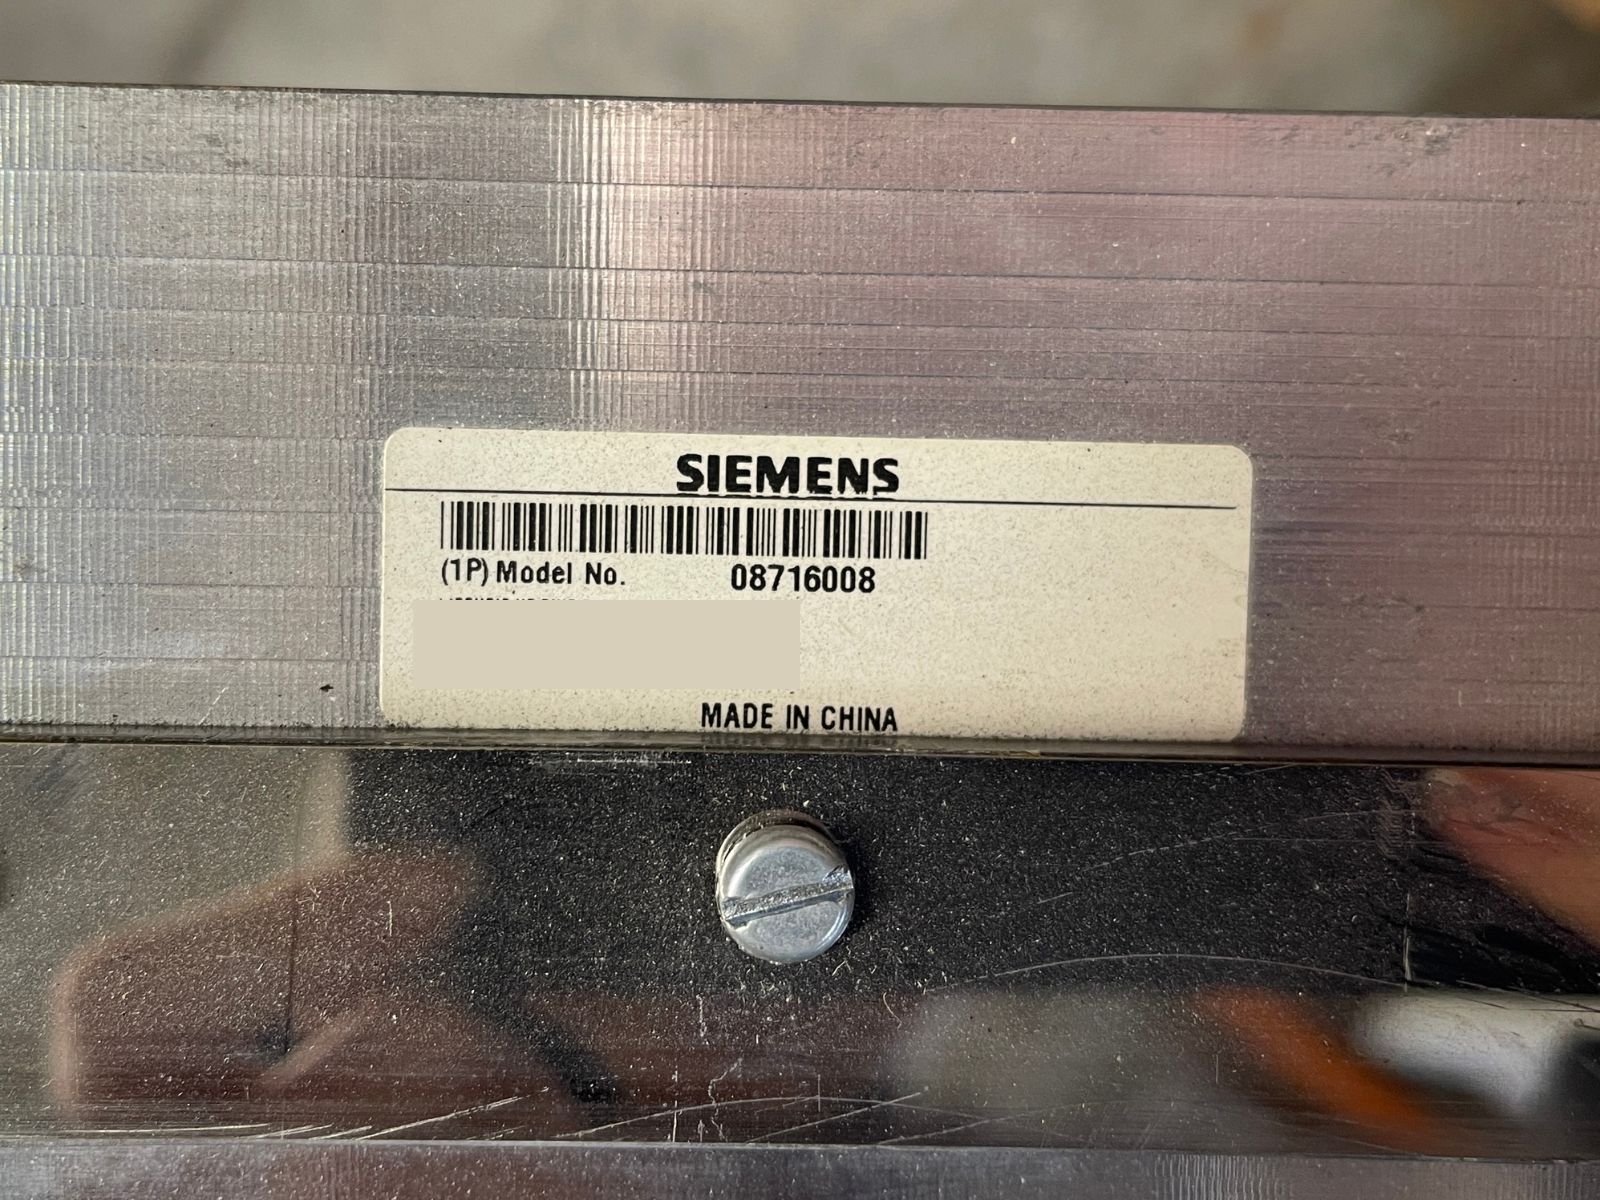 SIEMENS
(1P) Model No. 08716008
MADE IN CHINA